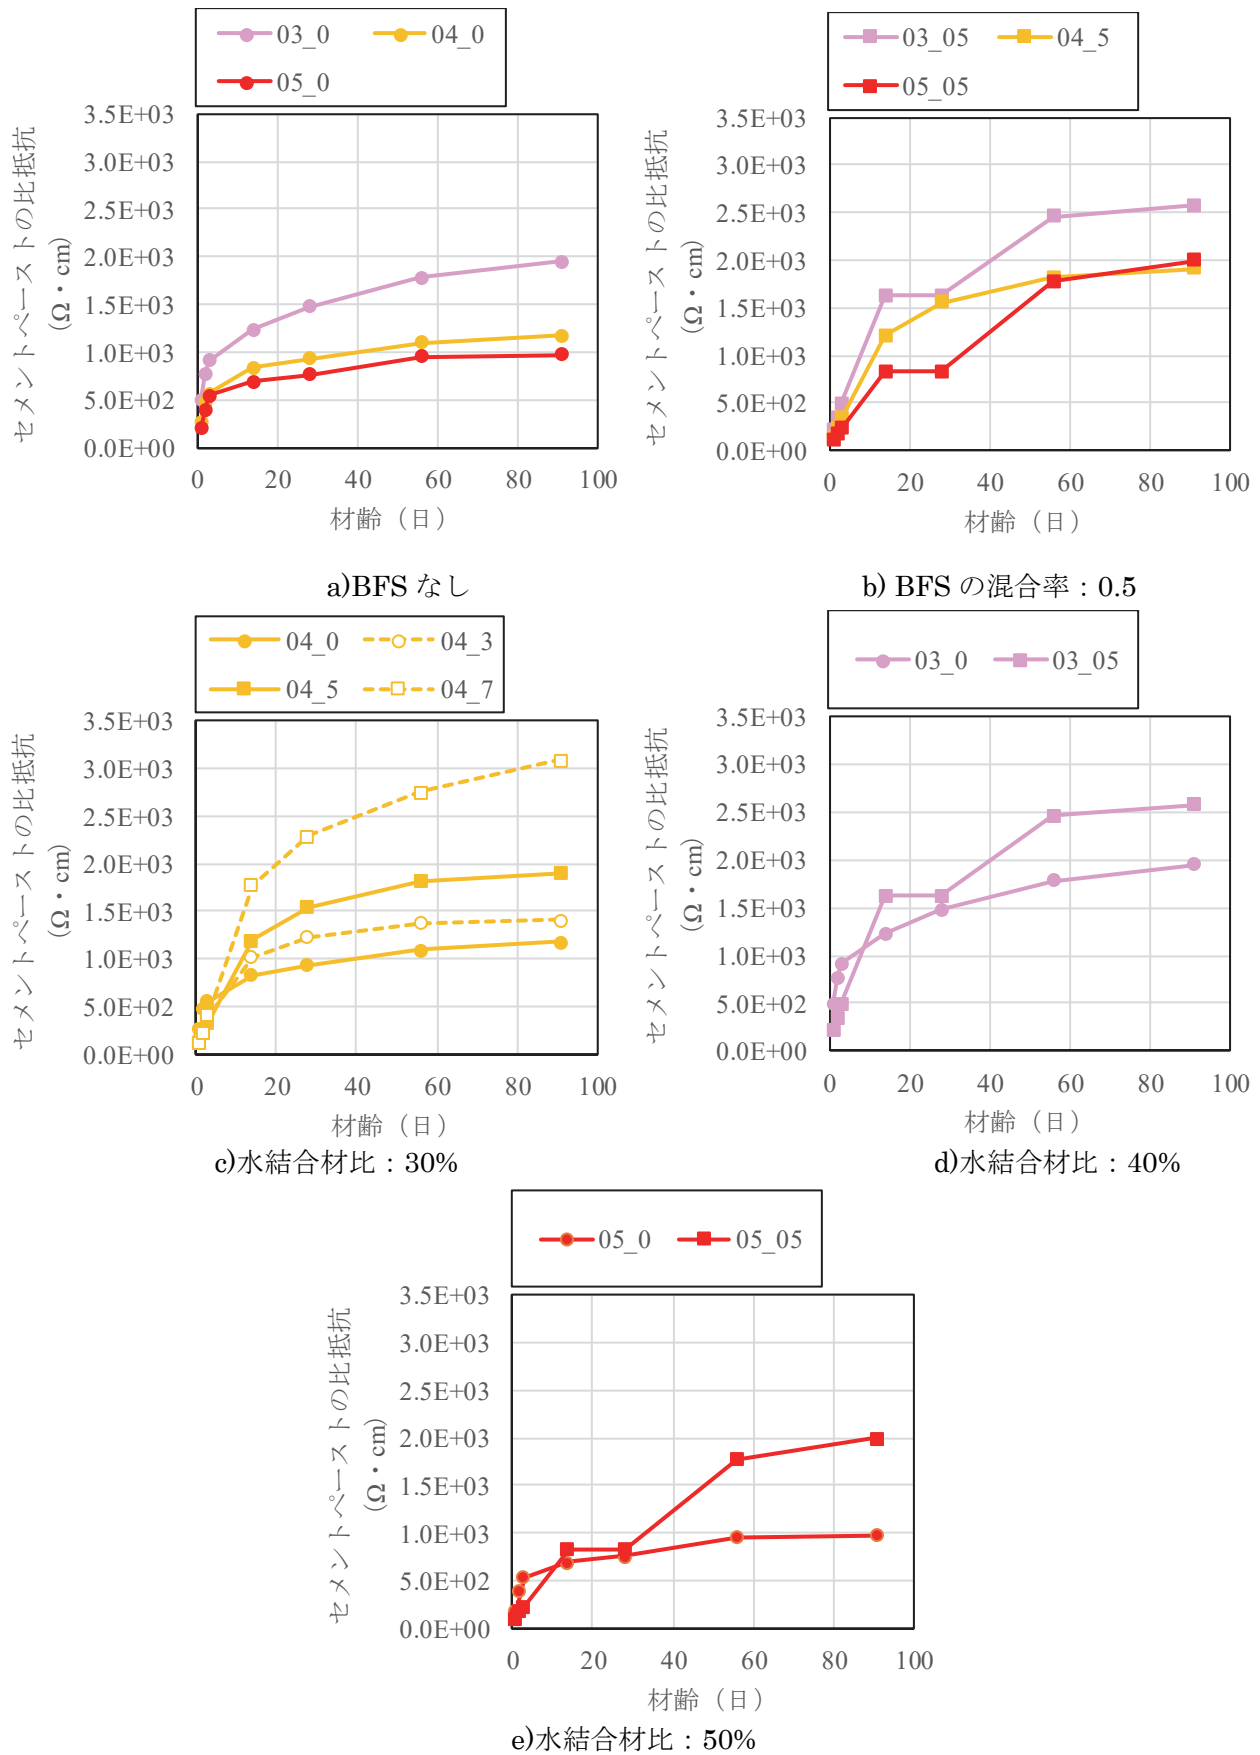 03_0 04_0
05_0
3.5E+03
3.0E+03
2.5E+03
2.0E+03
1.5E+03
1.0E+03
5.0E+02
0.0E+00
0 20 40 60 80 100
セメントペーストの比抵抗
(Ω・cm)
材齢（日）
a)BFS なし
03_05 04_5
05_05
3.5E+03
3.0E+03
2.5E+03
2.0E+03
1.5E+03
1.0E+03
5.0E+02
0.0E+00
0 20 40 60 80 100
セメントペーストの比抵抗
(Ω・cm)
材齢（日）
b) BFS の混合率：0.5
04_0 04_3
04_5 04_7
3.5E+03
3.0E+03
2.5E+03
2.0E+03
1.5E+03
1.0E+03
5.0E+02
0.0E+00
0 20 40 60 80 100
セメントペーストの比抵抗
(Ω・cm)
材齢（日）
c)水結合材比：30%
03_0 03_05
3.5E+03
3.0E+03
2.5E+03
2.0E+03
1.5E+03
1.0E+03
5.0E+02
0.0E+00
0 20 40 60 80 100
セメントペーストの比抵抗
(Ω・cm)
材齢（日）
d)水結合材比：40%
05_0 05_05
3.5E+03
3.0E+03
2.5E+03
2.0E+03
1.5E+03
1.0E+03
5.0E+02
0.0E+00
0 20 40 60 80 100
セメントペーストの比抵抗
(Ω・cm)
材齢（日）
e)水結合材比：50%